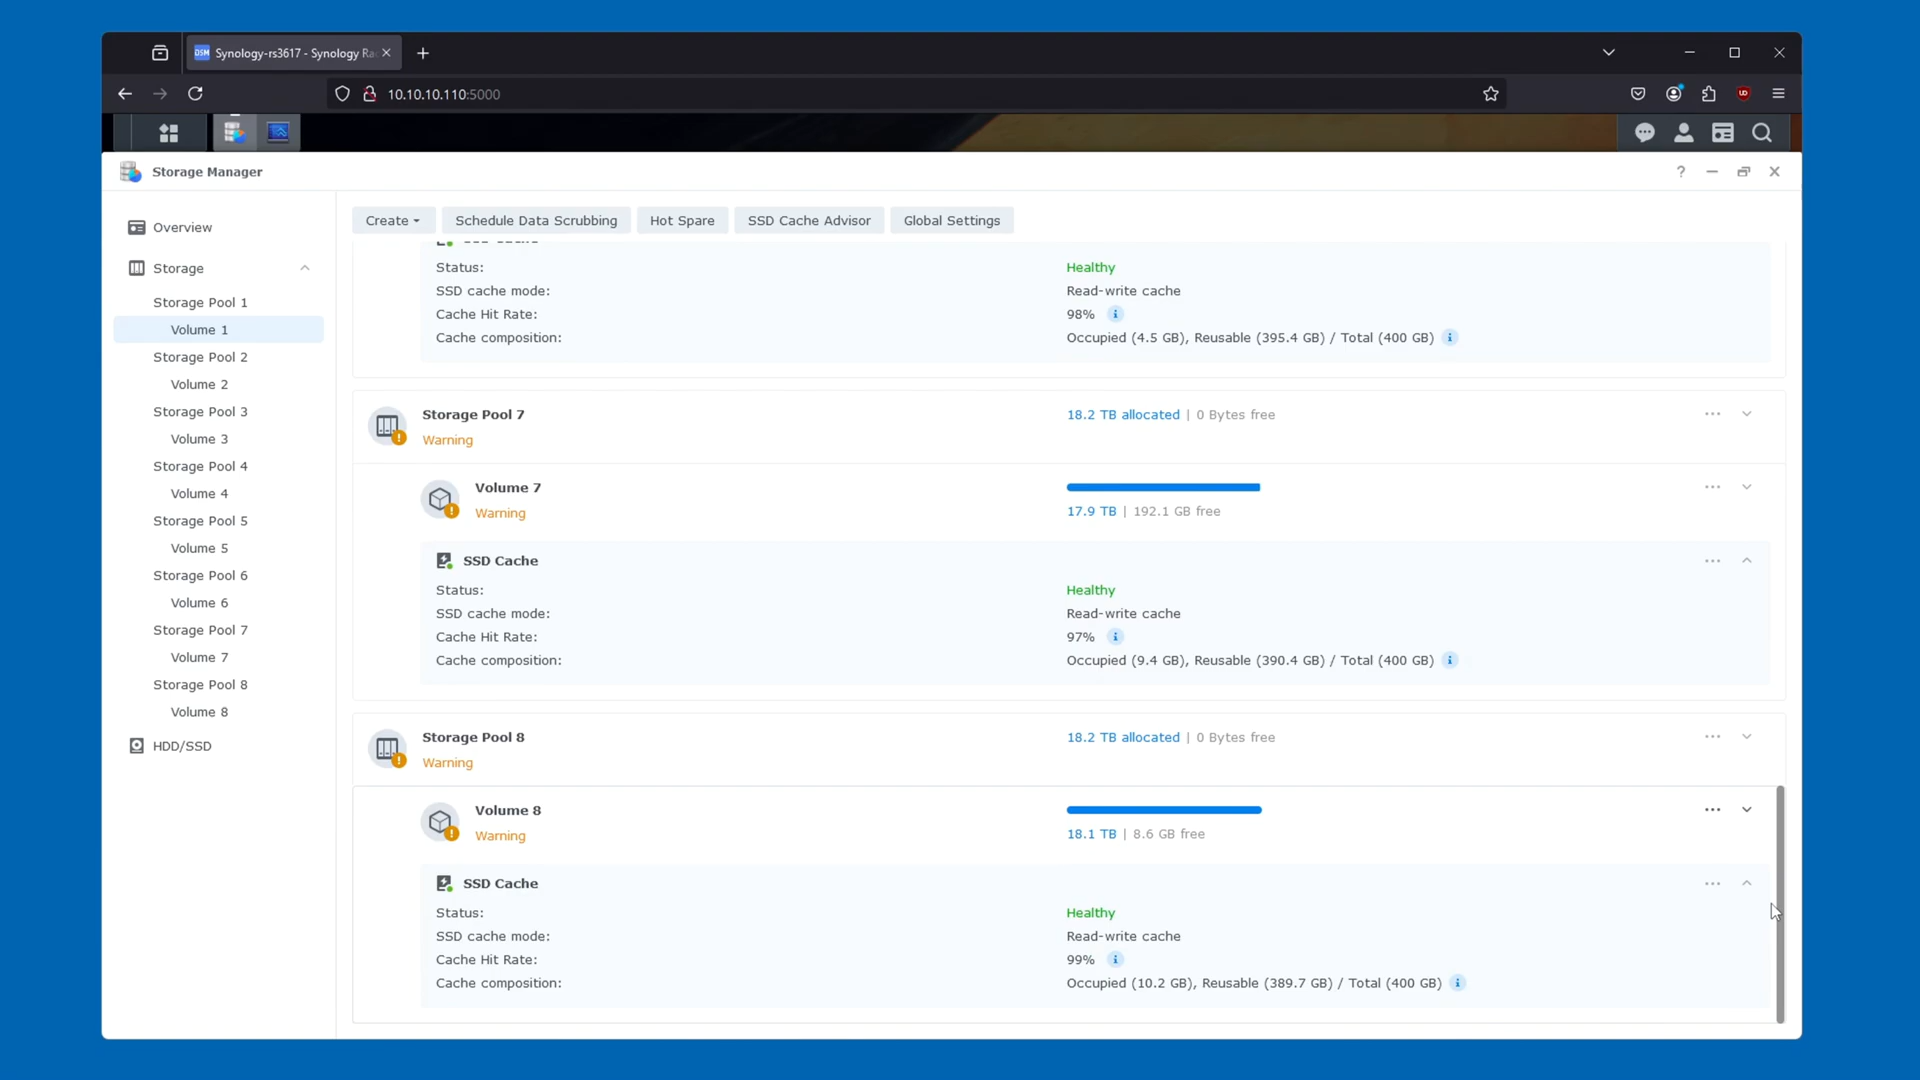 Synology-rs3617 - Synology Ra
10.10.10.110:5000
Storage Manager
Overview
Storage
Storage Pool 1
Volume 1
Storage Pool 2
Volume 2
Storage Pool 3
Volume 3
Storage Pool 4
Volume 4
Storage Pool 5
Volume 5
Storage Pool 6
Volume 6
Storage Pool 7
Volume 7
Storage Pool 8
Volume 8
HDD/SSD
Create Schedule Data Scrubbing Hot Spare SSD Cache Advisor Global Settings
Status: Healthy
SSD cache mode: Read-write cache
Cache Hit Rate: 98%
Cache composition: Occupied (4.5 GB), Reusable (395.4 GB) / Total (400 GB)
Storage Pool 7 18.2 TB allocated | 0 Bytes free
Warning
Volume 7
Warning 17.9 TB | 192.1 GB free
SSD Cache
Status: Healthy
SSD cache mode: Read-write cache
Cache Hit Rate: 97%
Cache composition: Occupied (9.4 GB), Reusable (390.4 GB) / Total (400 GB)
Storage Pool 8 18.2 TB allocated | 0 Bytes free
Warning
Volume 8
Warning 18.1 TB | 8.6 GB free
SSD Cache
Status: Healthy
SSD cache mode: Read-write cache
Cache Hit Rate: 99%
Cache composition: Occupied (10.2 GB), Reusable (389.7 GB) / Total (400 GB)